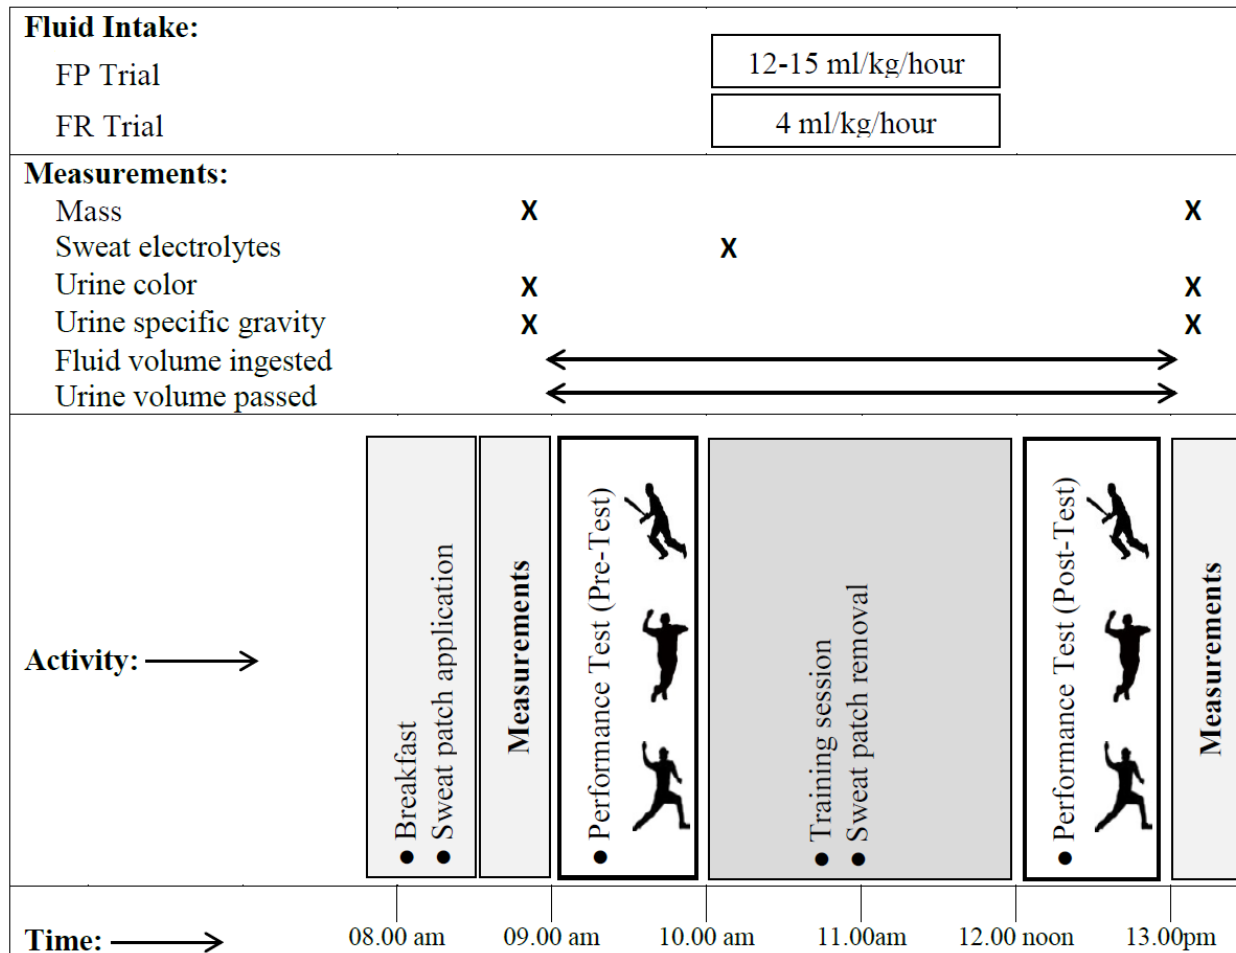 Fluid Intake:
FP Trial
12-15 ml/kg/hour
FR Trial
4 ml/kg/hour
Measurements:
Mass X X
Sweat electrolytes X
Urine color X X
Urine specific gravity X X
Fluid volume ingested
Urine volume passed
Activity:
● Breakfast
● Sweat patch application
Measurements
● Performance Test (Pre-Test)
● Training session
● Sweat patch removal
● Performance Test (Post-Test)
Measurements
Time: 08.00 am 09.00 am 10.00 am 11.00am 12.00 noon 13.00pm